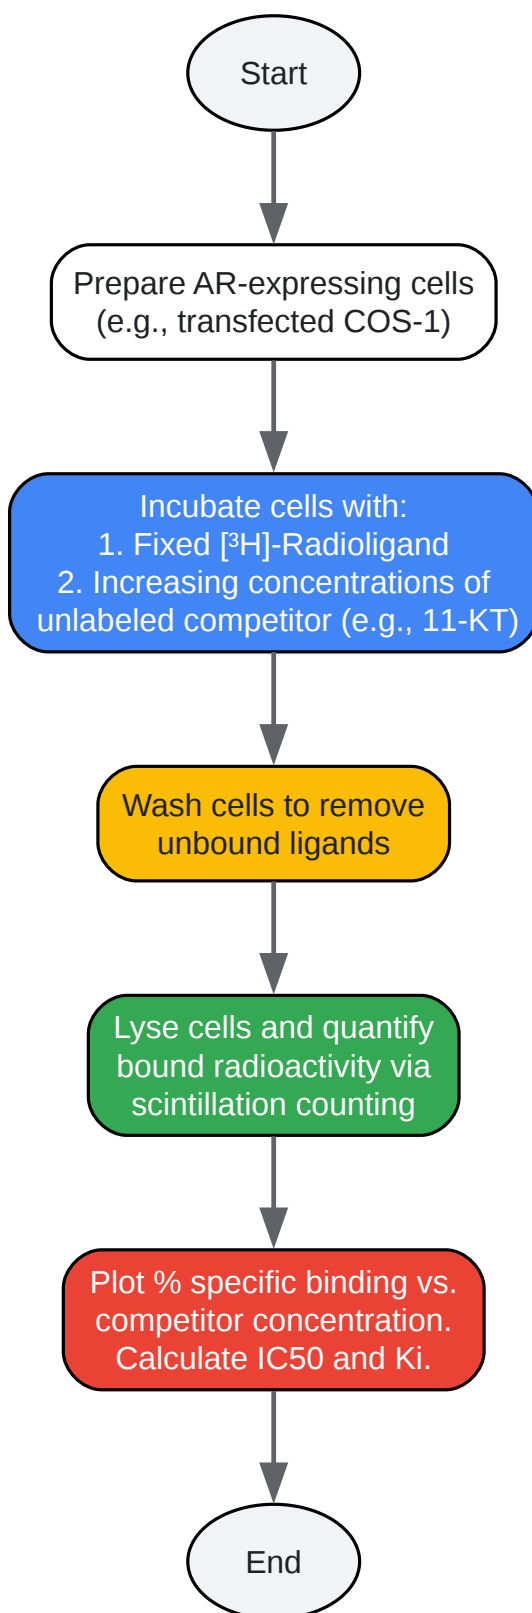 Start
Prepare AR-expressing cells
(e.g., transfected COS-1)
Incubate cells with:
1. Fixed [³H]-Radioligand
2. Increasing concentrations of
unlabeled competitor (e.g., 11-KT)
Wash cells to remove
unbound ligands
Lyse cells and quantify
bound radioactivity via
scintillation counting
Plot % specific binding vs.
competitor concentration.
Calculate IC50 and Ki.
End